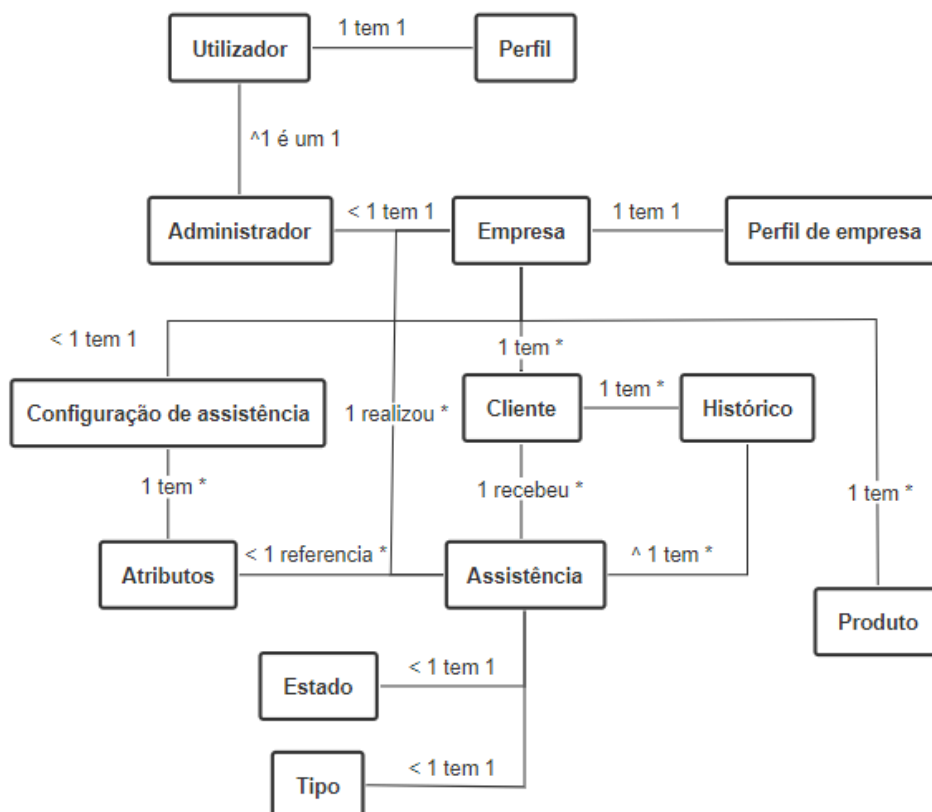 1 tem 1
Utilizador
Perfil
^1 é um 1
< 1 tem 1
1 tem 1
Administrador
Empresa
Perfil de empresa
< 1 tem 1
1 tem *
1 tem *
Configuração de assistência
1 realizou *
Cliente
Histórico
1 tem *
1 recebeu *
1 tem *
< 1 referencia *
^ 1 tem *
Atributos
Assistência
Produto
< 1 tem 1
Estado
< 1 tem 1
Tipo